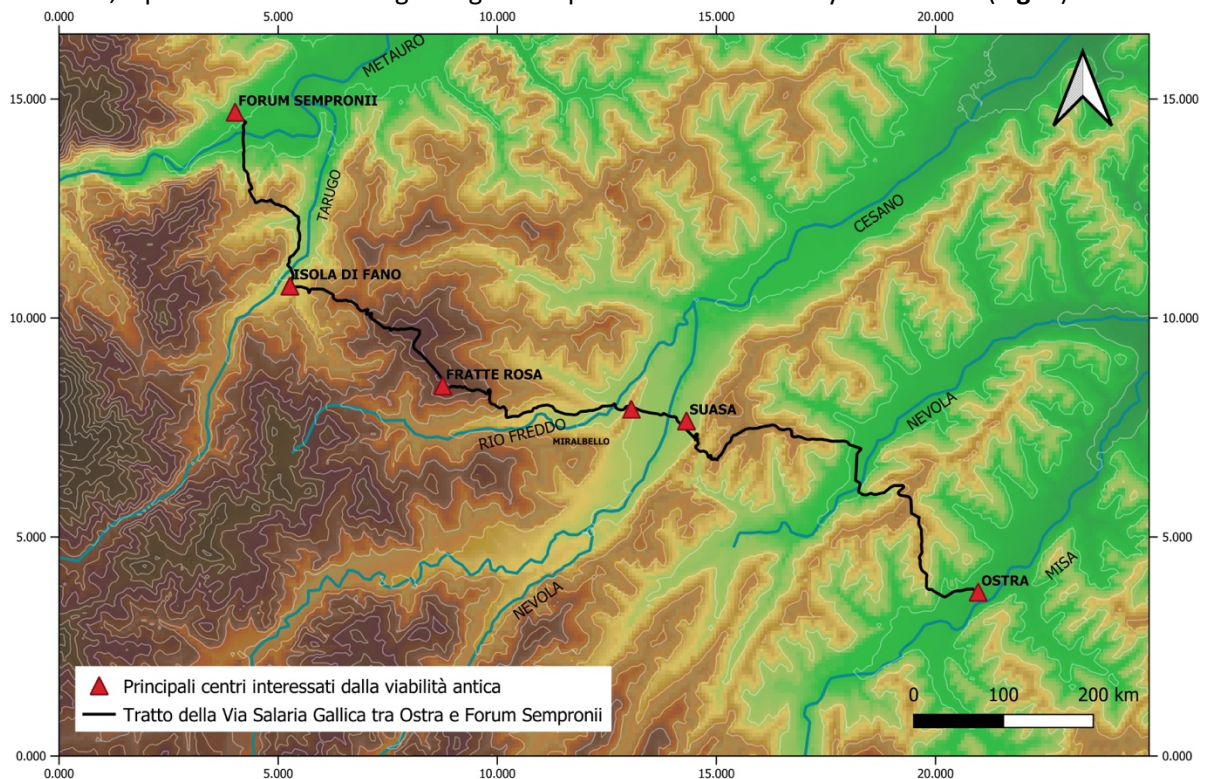 0.000 5.000 10.000 15.000 20.000
METAURO
15.000 FORUM SEMPRONII 15.000
TARUGO
CESANO
ISOLA DI FANO
10.000 10.000
FRATTE ROSA
SUASA
NEVOLA
RIO FREDDO
MIRALBELLO
5.000 5.000
MISA
OSTRA
NEVOLA
Principali centri interessati dalla viabilità antica
Tratto della Via Salaria Gallica tra Ostra e Forum Sempronii
0 100 200 km
0.000 0.000
0.000 5.000 10.000 15.000 20.000